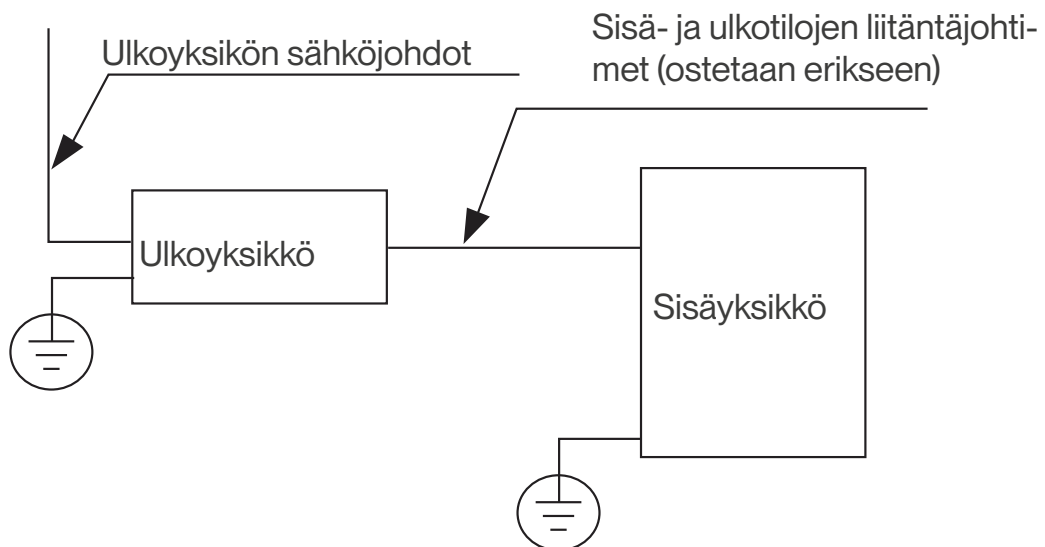 Ulkoyksikön sähköjohdot
Sisä- ja ulkotilojen liitäntäjohti-
met (ostetaan erikseen)
Ulkoyksikkö
Sisäyksikkö